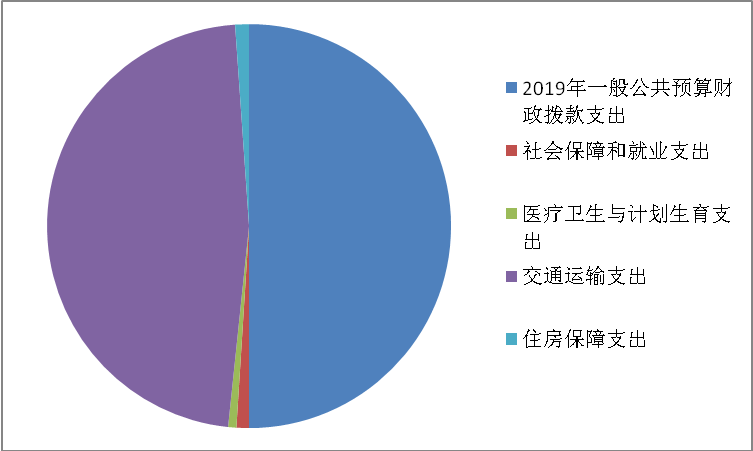 2019年一般公共预算财
政拨款支出
社会保障和就业支出
医疗卫生与计划生育支
出
交通运输支出
住房保障支出